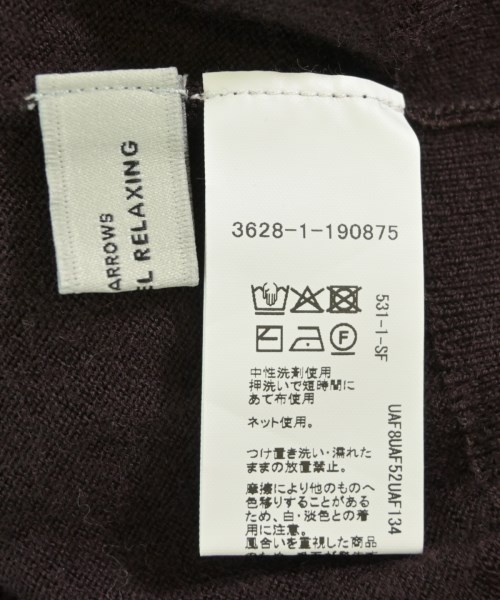 ARROWS
EL RELAXING
3628-1-190875
531-1-SF
UAF8UAF52UAF134
中性洗剤使用
押洗いで短時間に
あて布使用
ネット使用。
つけ置き洗い・濡れた
ままの放置禁止。
摩擦により他のものへ
色移りすることがある
ため、白・淡色との着
用に注意。
風合いを重視した商品
のため、